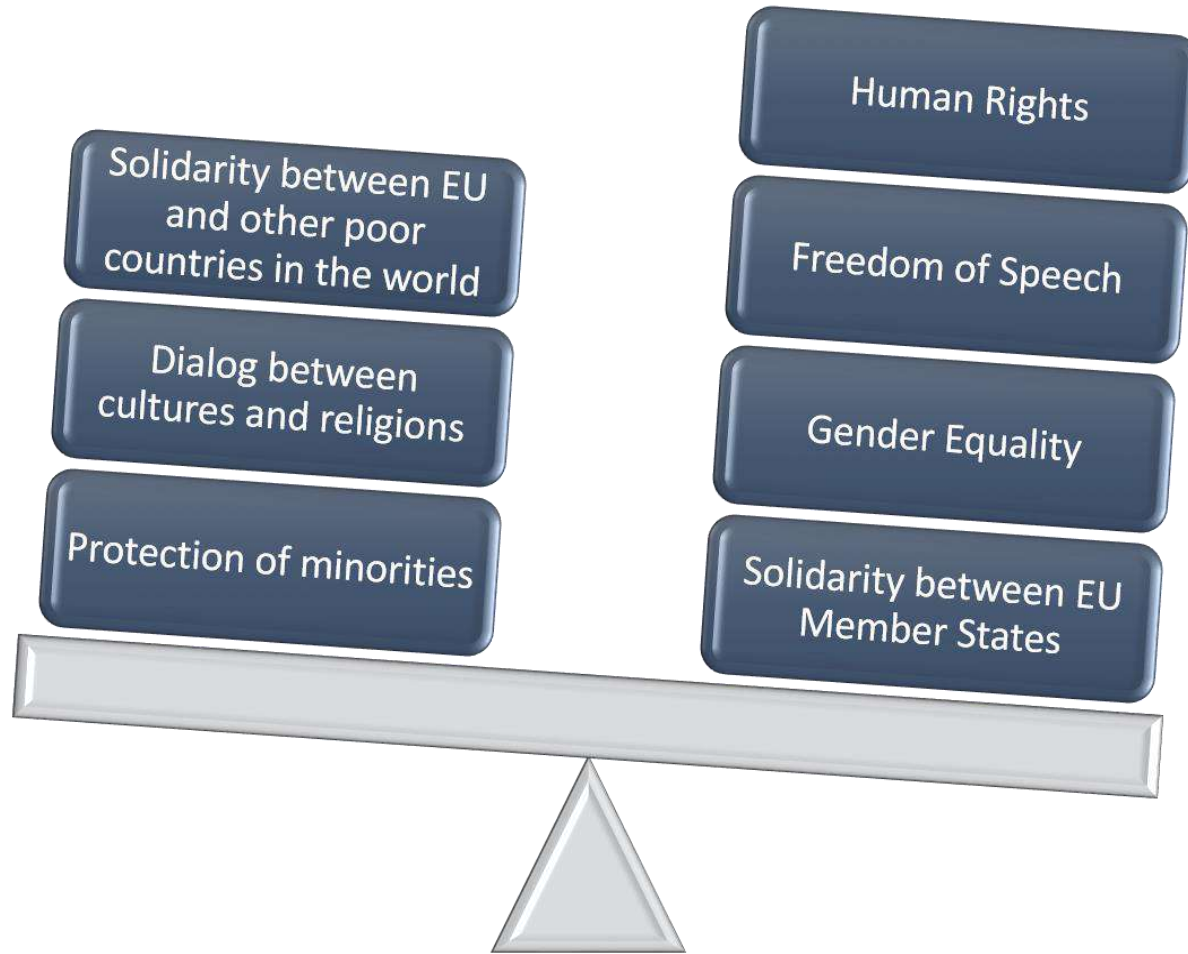 Solidarity between EU
and other poor
countries in the world
Dialog between
cultures and religions
Protection of minorities
Human Rights
Freedom of Speech
Gender Equality
Solidarity between EU
Member States